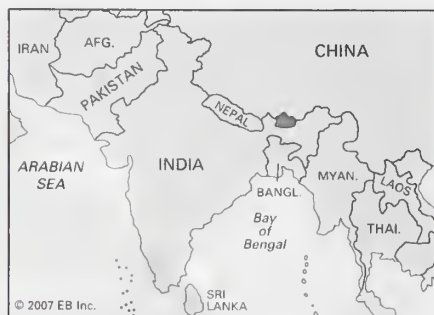 IRAN
AFG.
CHINA
PAKISTAN
NEPAL
ARABIAN
SEA
INDIA
BANGL.
MYAN.
LAOS
Bay
of
Bengal
THAI.
SRI
LANKA
© 2007 EB Inc.